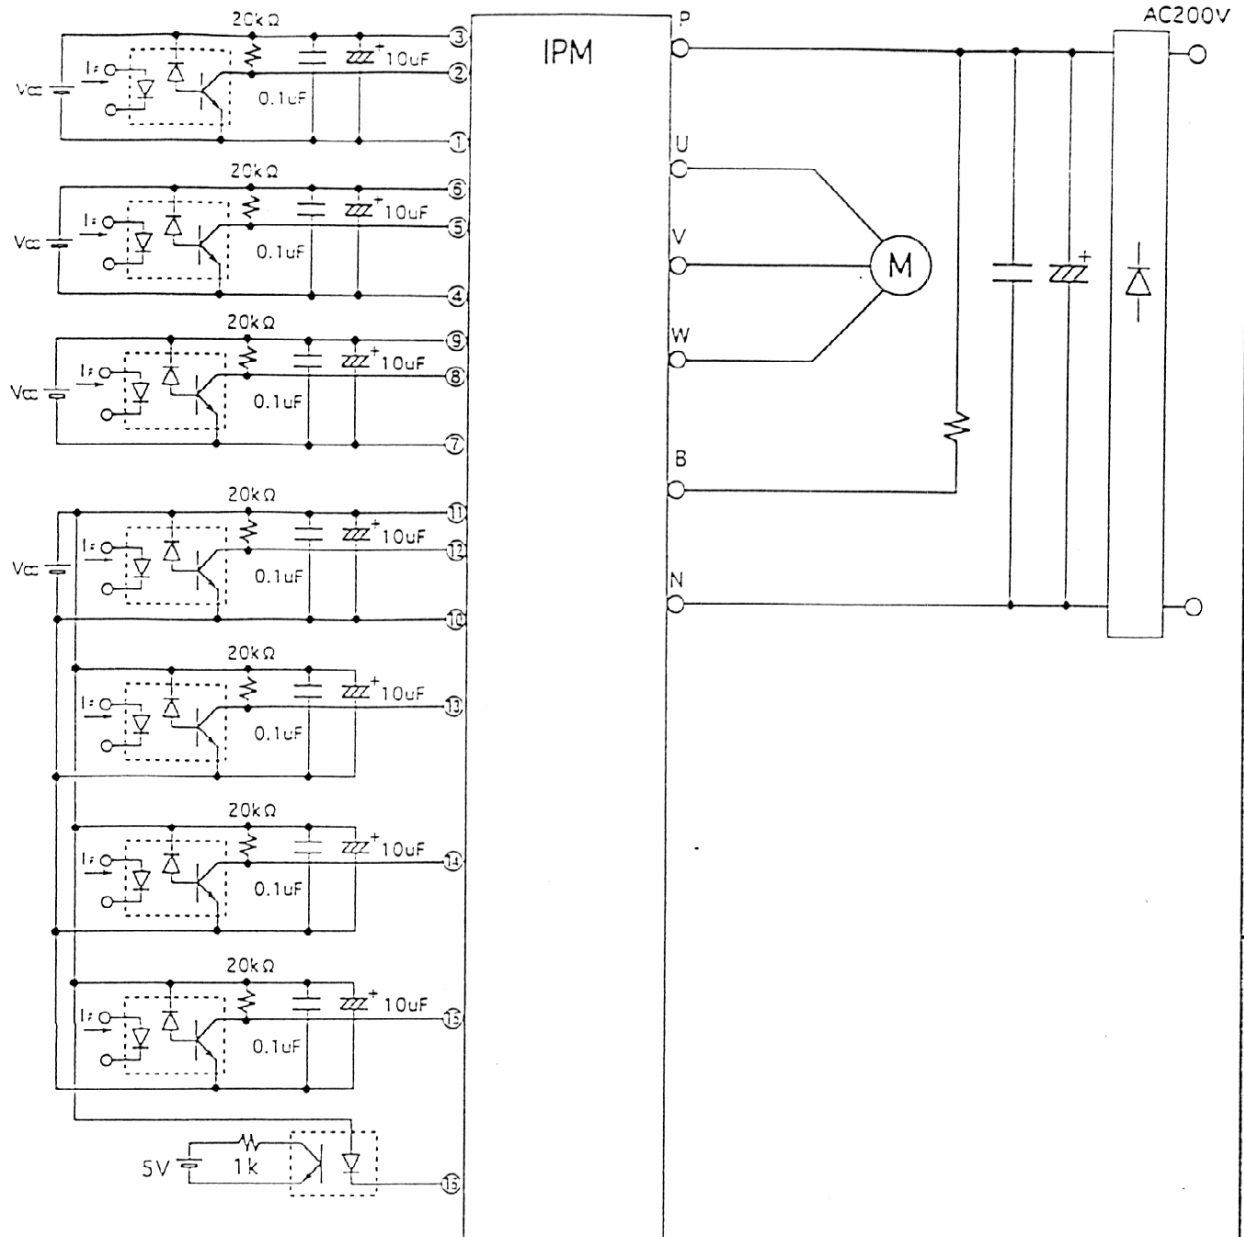 AC200V
IPM
P
20kΩ
③
IF
10uF
②
Vcc
0.1uF
①
U
20kΩ
⑥
IF
10uF
⑤
Vcc
0.1uF
④
V
M
20kΩ
⑨
W
IF
10uF
⑧
Vcc
0.1uF
⑦
B
20kΩ
⑪
IF
10uF
⑫
Vcc
0.1uF
⑩
N
20kΩ
IF
10uF
⑬
0.1uF
20kΩ
IF
10uF
⑭
0.1uF
20kΩ
IF
10uF
⑮
0.1uF
5V
1k
⑯